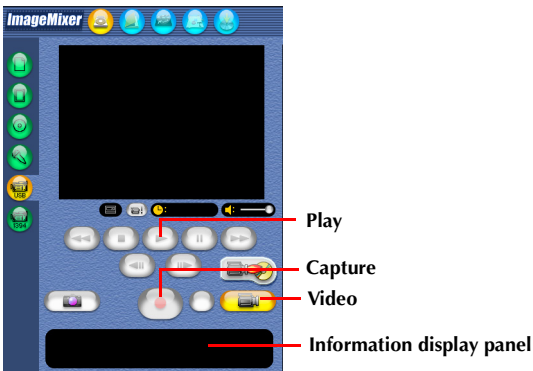 ImageMixer
USB
1394
Play
Capture
Video
Information display panel